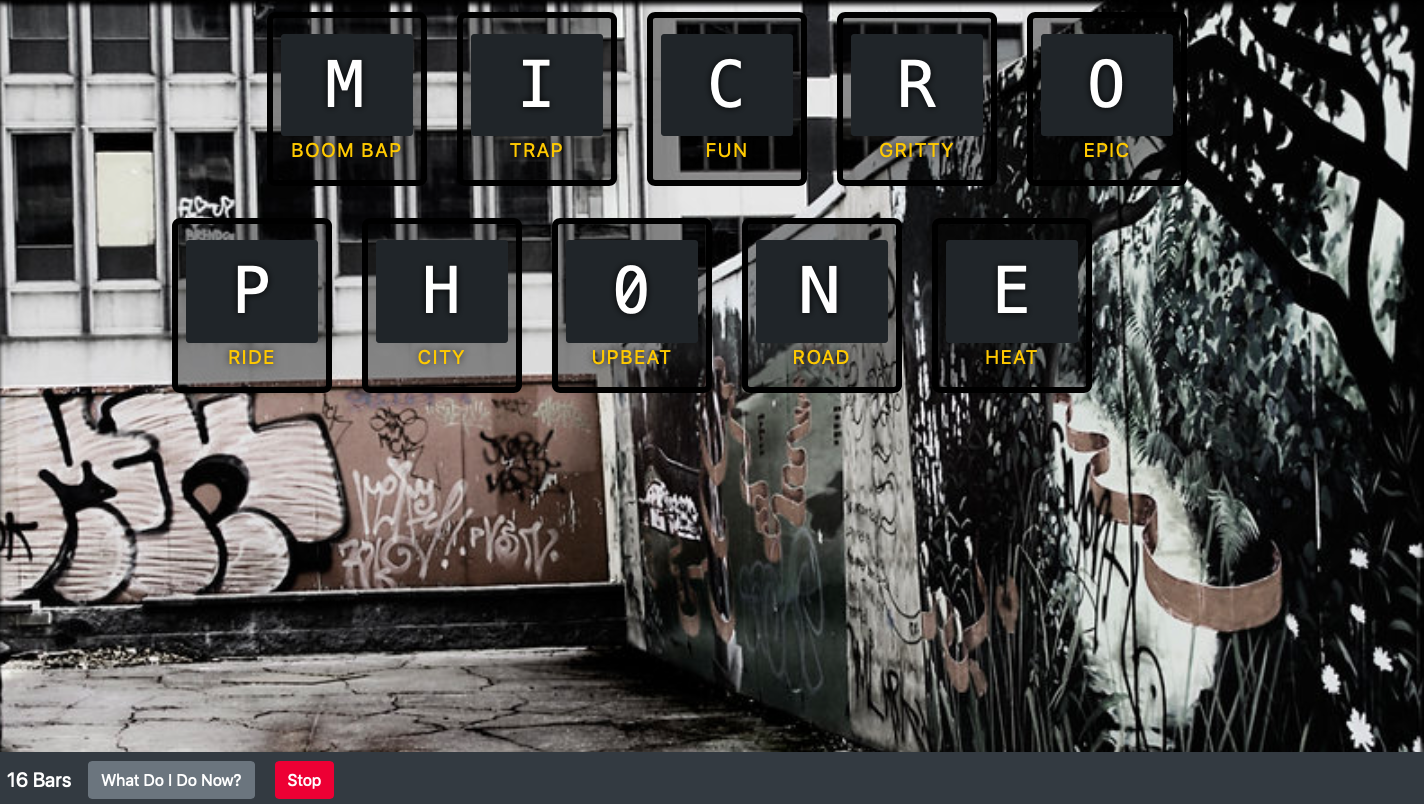 M I C R O
BOOM BAP TRAP FUN GRITTY EPIC
P H 0 N E
RIDE CITY UPBEAT ROAD HEAT
16 Bars What Do I Do Now? Stop